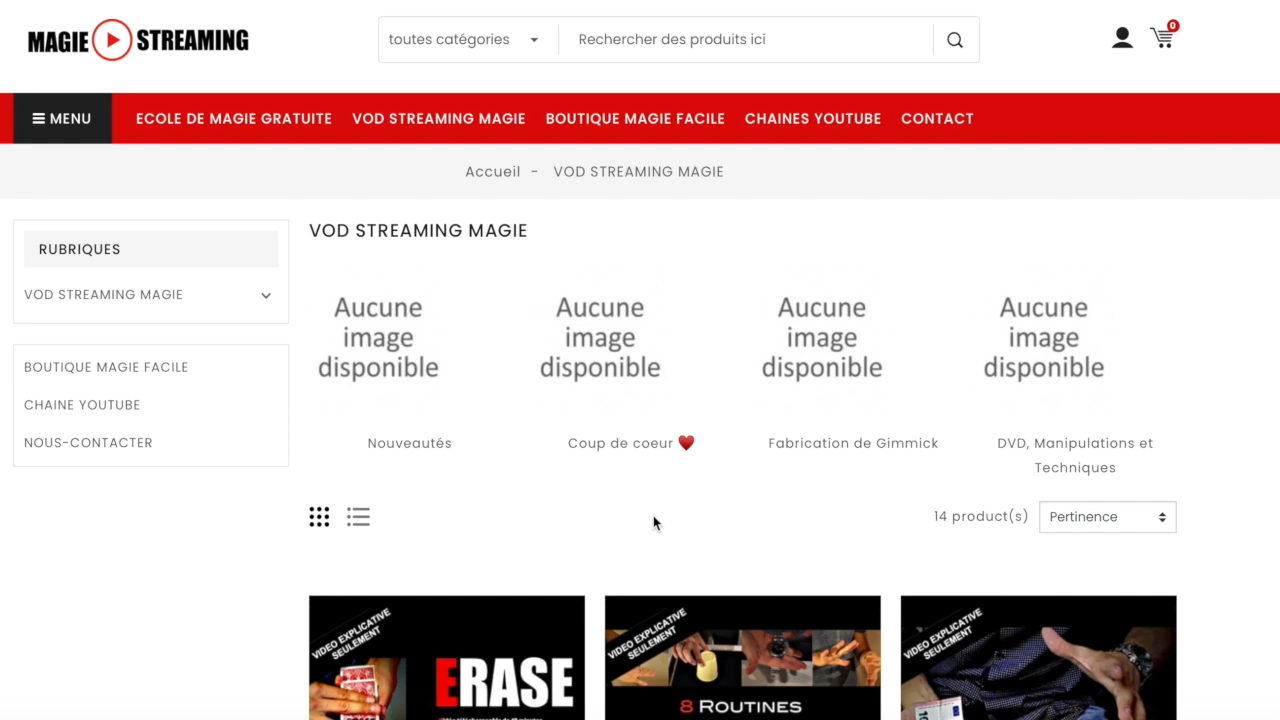 MAGIE STREAMING
toutes catégories
Rechercher des produits ici
0
MENU
ECOLE DE MAGIE GRATUITE
VOD STREAMING MAGIE
BOUTIQUE MAGIE FACILE
CHAINES YOUTUBE
CONTACT
Accueil - VOD STREAMING MAGIE
RUBRIQUES
VOD STREAMING MAGIE
BOUTIQUE MAGIE FACILE
CHAINE YOUTUBE
NOUS-CONTACTER
VOD STREAMING MAGIE
Aucune
image
disponible
Nouveautés
Aucune
image
disponible
Coup de coeur ♥
Aucune
image
disponible
Fabrication de Gimmick
Aucune
image
disponible
DVD, Manipulations et
Techniques
14 product(s)
Pertinence
VIDEO EXPLICATIVE
SEULEMENT
ERASE
VIDEO EXPLICATIVE
SEULEMENT
8 ROUTINES
VIDEO EXPLICATIVE
SEULEMENT